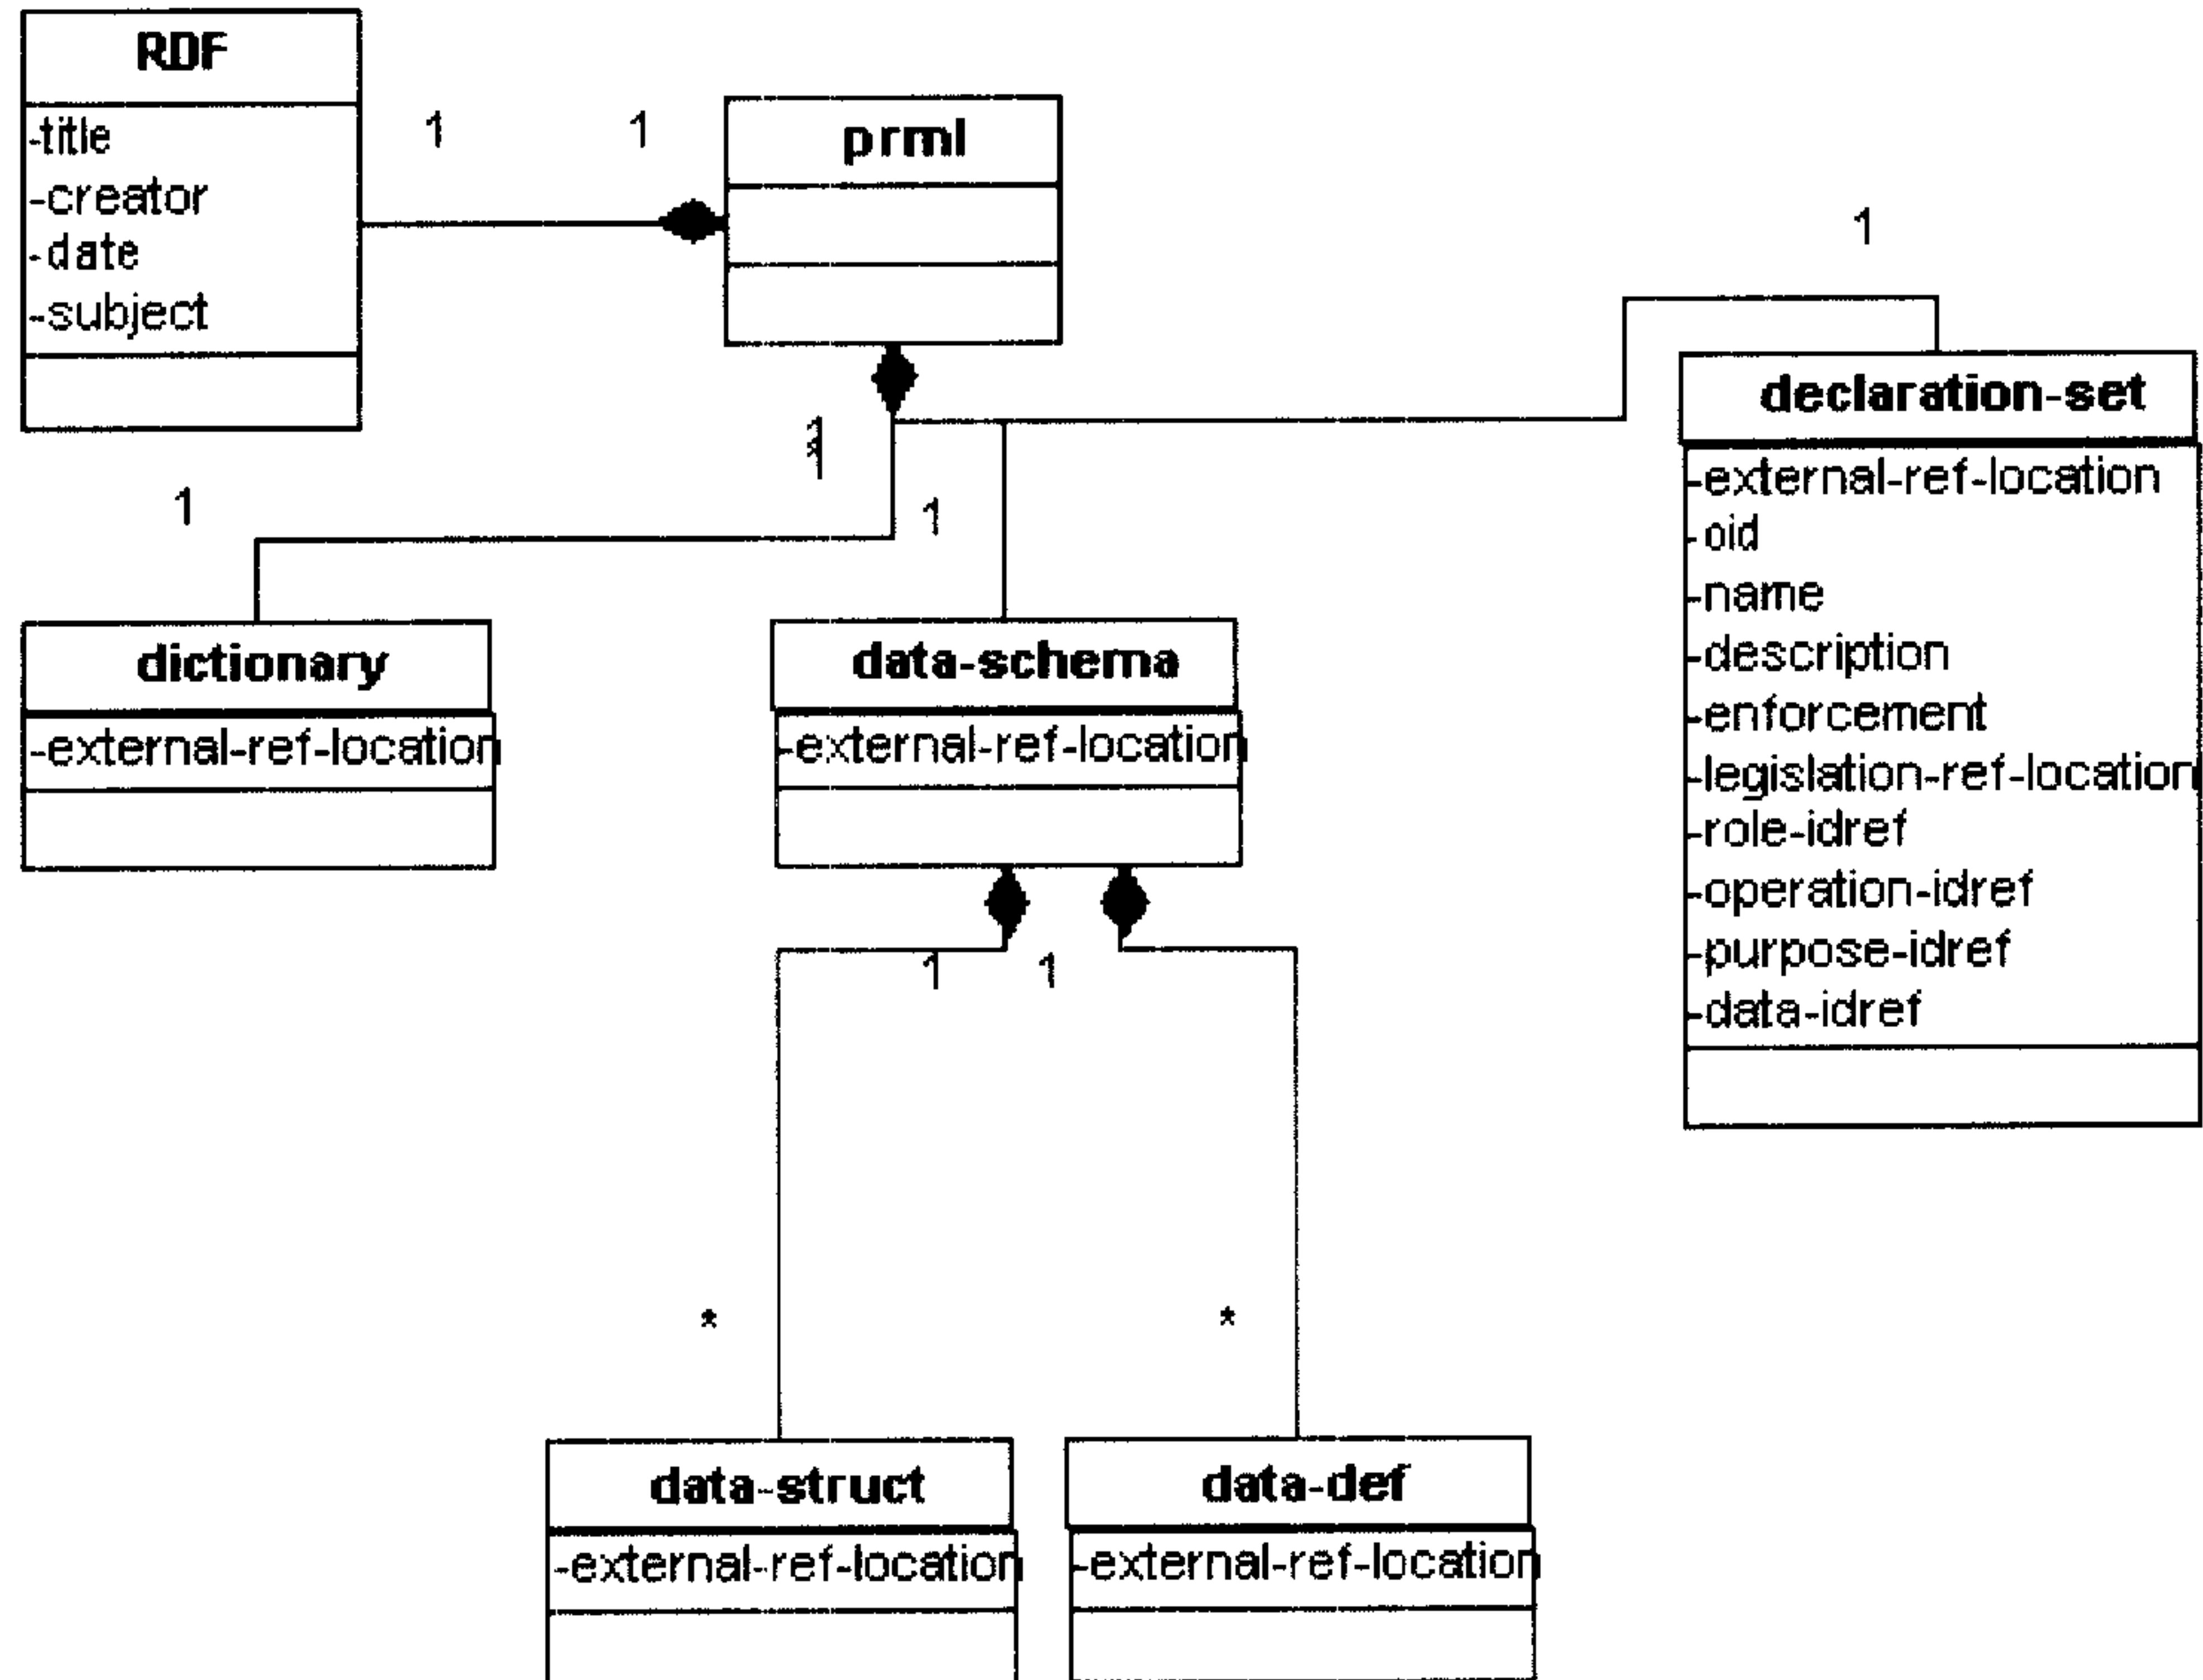 RDF
-title
-creator
-date
-subject
1
1
prml
1
declaration-set
-external-ref-location
-oid
-name
-description
-enforcement
-legislation-ref-location
-role-idref
-operation-idref
-purpose-idref
-data-idref
1
1
dictionary
-external-ref-location
data-schema
-external-ref-location
1
1
*
*
data-struct
-external-ref-location
data-def
-external-ref-location